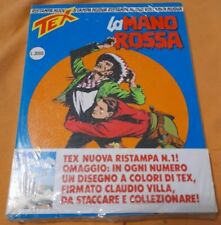 TEX
La MANO
ROSSA
TEX NUOVA RISTAMPA N.1!
OMAGGIO: IN OGNI NUMERO
UN DISEGNO A COLORI DI TEX,
FIRMATO CLAUDIO VILLA,
DA STACCARE E COLLEZIONARE!